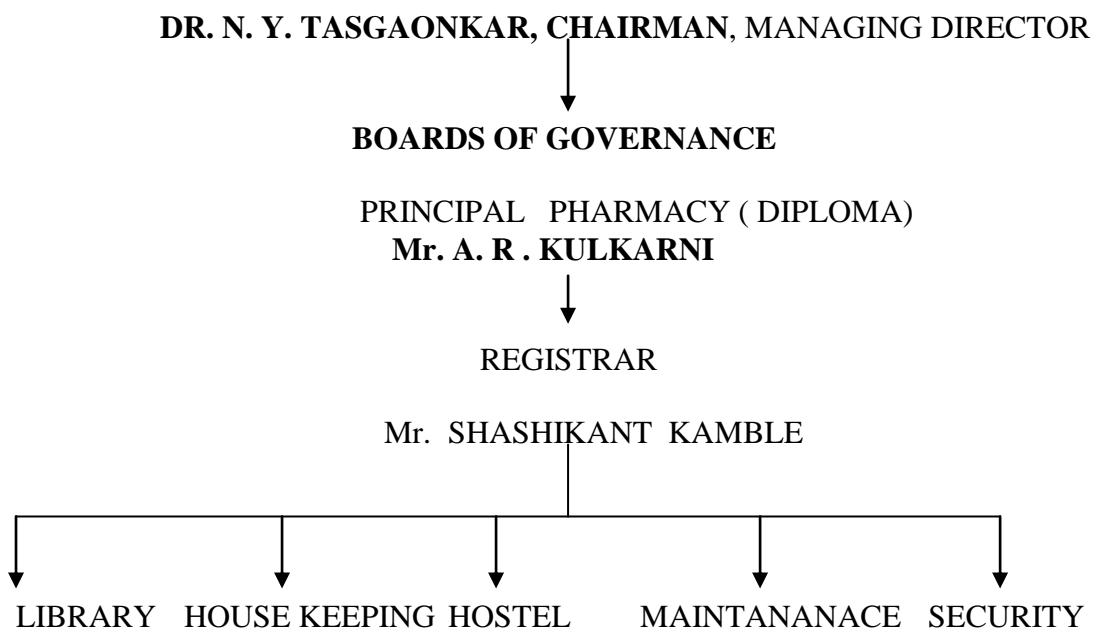 DR. N. Y. TASGAONKAR, CHAIRMAN, MANAGING DIRECTOR
BOARDS OF GOVERNANCE
PRINCIPAL PHARMACY ( DIPLOMA)
Mr. A. R . KULKARNI
REGISTRAR
Mr. SHASHIKANT KAMBLE
LIBRARY HOUSE KEEPING HOSTEL MAINTANANACE SECURITY